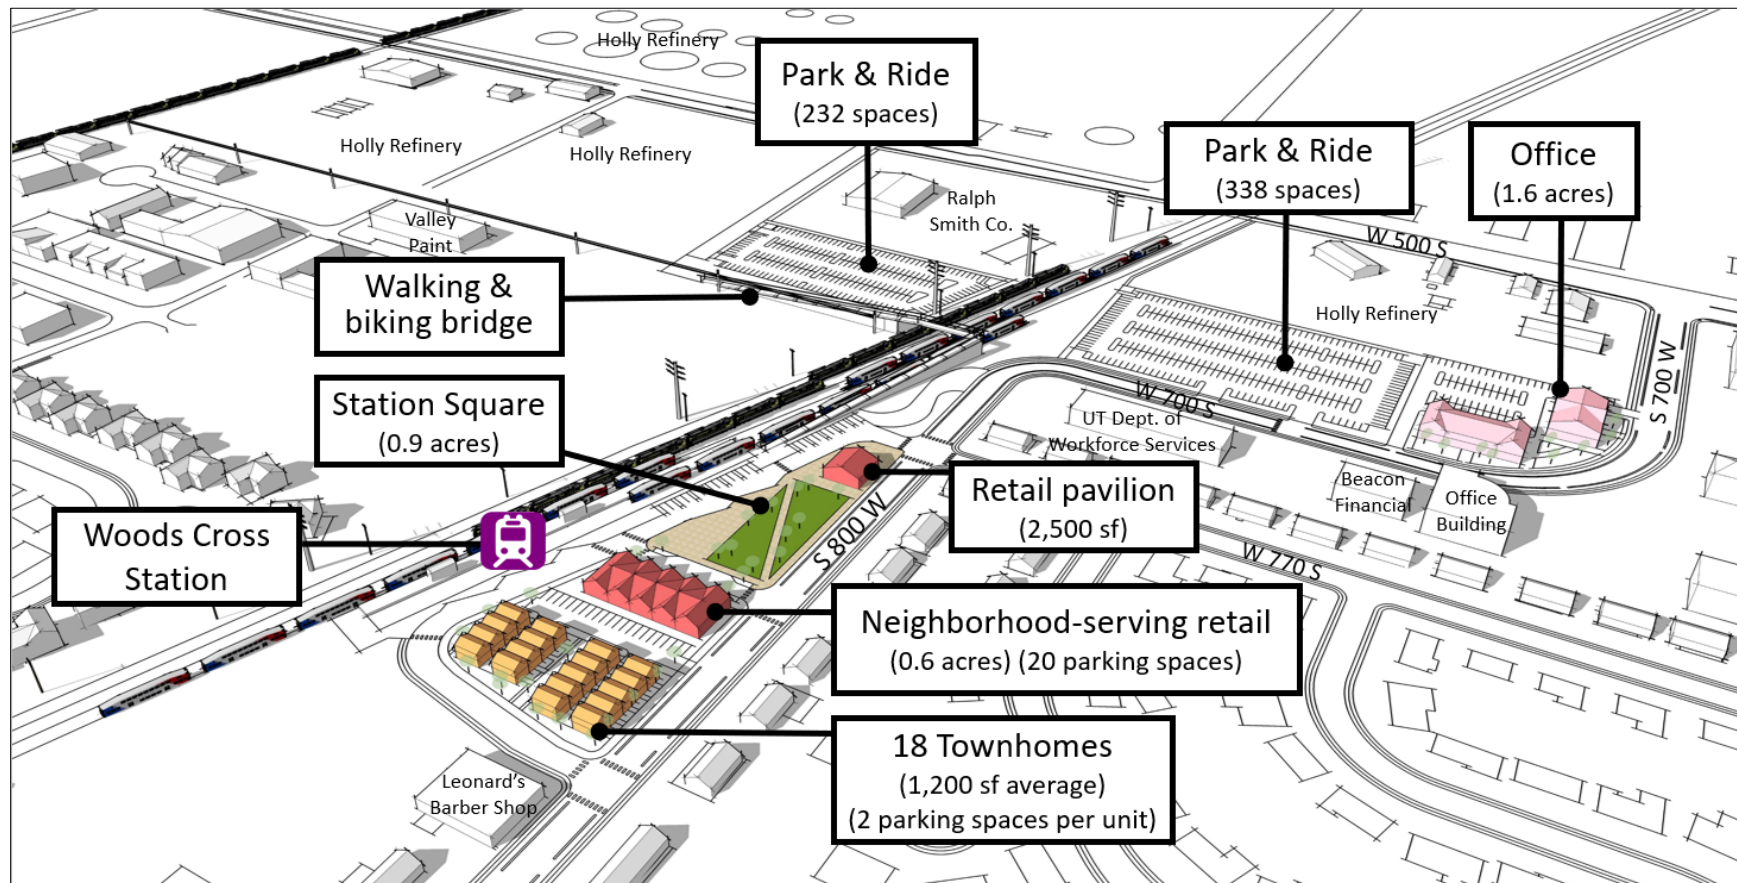 Holly Refinery
Park & Ride
(232 spaces)
Park & Ride
(338 spaces)
Office
(1.6 acres)
Holly Refinery
Holly Refinery
Ralph
Smith Co.
Valley
Paint
W 500 S
Walking &
biking bridge
Holly Refinery
S 700 W
Station Square
(0.9 acres)
W 700 S
UT Dept. of
Workforce Services
Retail pavilion
(2,500 sf)
Beacon
Financial
Office
Building
Woods Cross
Station
S 800 W
W 770 S
Neighborhood-serving retail
(0.6 acres) (20 parking spaces)
18 Townhomes
(1,200 sf average)
(2 parking spaces per unit)
Leonard's
Barber Shop